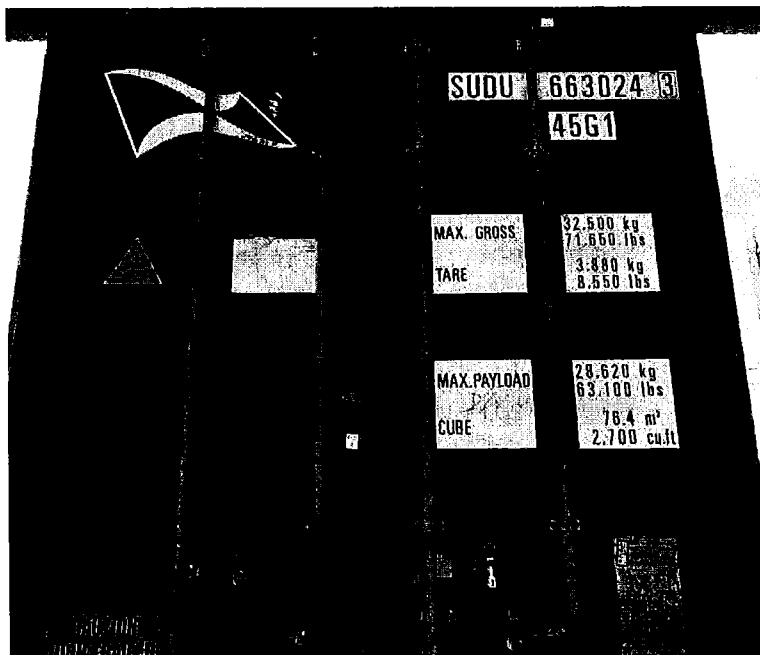 SUDU 663024 3
45G1
MAX. GROSS 32.500 kg
71.650 lbs
TARE 3.880 kg
8.550 lbs
MAX.PAYLOAD 28.620 kg
63.100 lbs
CUBE 76.4 m³
2.700 cu.ft